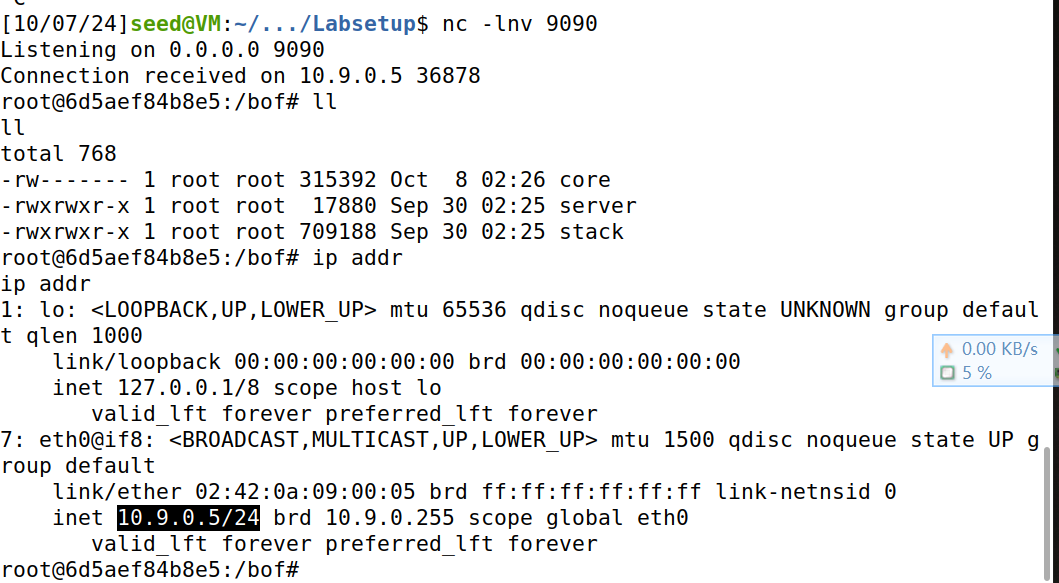 [10/07/24]seed@VM:~/.../Labsetup$ nc -lnv 9090
Listening on 0.0.0.0 9090
Connection received on 10.9.0.5 36878
root@6d5aef84b8e5:/bof# ll
ll
total 768
-rw------- 1 root root 315392 Oct  8 02:26 core
-rwxrwxr-x 1 root root  17880 Sep 30 02:25 server
-rwxrwxr-x 1 root root 709188 Sep 30 02:25 stack
root@6d5aef84b8e5:/bof# ip addr
ip addr
1: lo: <LOOPBACK,UP,LOWER_UP> mtu 65536 qdisc noqueue state UNKNOWN group defaul
t qlen 1000
    link/loopback 00:00:00:00:00:00 brd 00:00:00:00:00:00
    inet 127.0.0.1/8 scope host lo
       valid_lft forever preferred_lft forever
7: eth0@if8: <BROADCAST,MULTICAST,UP,LOWER_UP> mtu 1500 qdisc noqueue state UP g
roup default
    link/ether 02:42:0a:09:00:05 brd ff:ff:ff:ff:ff:ff link-netnsid 0
    inet 10.9.0.5/24 brd 10.9.0.255 scope global eth0
       valid_lft forever preferred_lft forever
root@6d5aef84b8e5:/bof#
0.00 KB/s
5 %